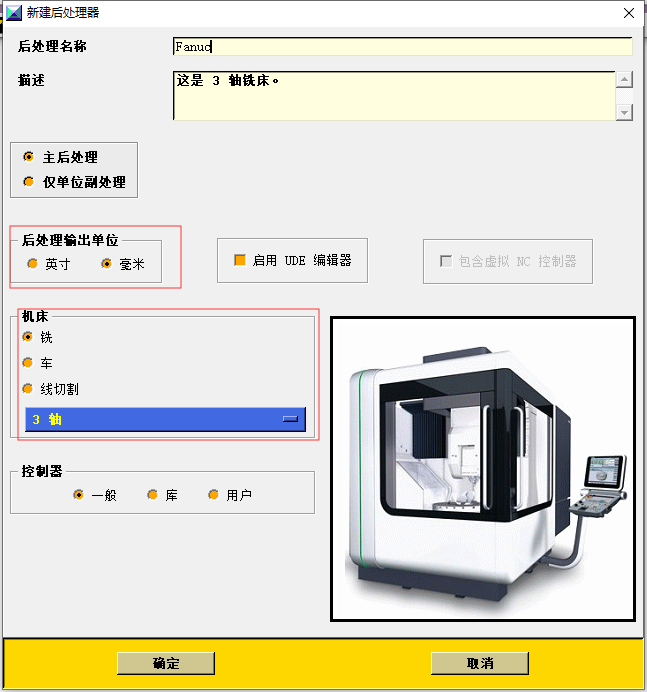 新建后处理器
后处理名称 Fanuc
描述 这是 3 轴铣床。
主后处理
仅单位副处理
后处理输出单位
英寸 毫米
启用 UDE 编辑器
包含虚拟 NC 控制器
机床
铣
车
线切割
3 轴
控制器
一般 库 用户
确定 取消